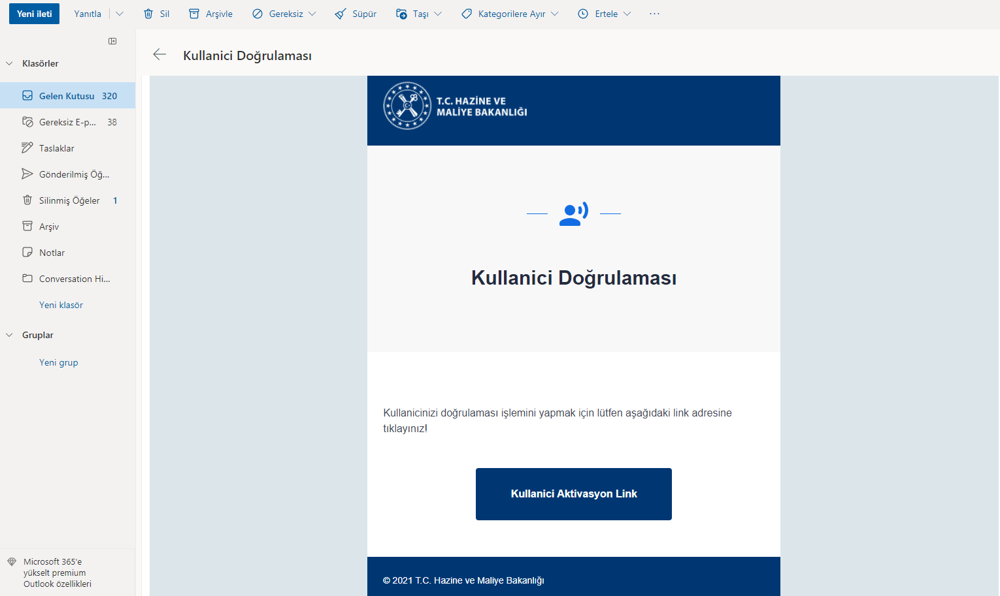 Yeni ileti
Yanıtla
Sil
Arşivle
Gereksiz
Süpür
Taşı
Kategorilere Ayır
Ertele
Klasörler
Gelen Kutusu 320
Gereksiz E-p... 38
Taslaklar
Gönderilmiş Öğ...
Silinmiş Öğeler 1
Arşiv
Notlar
Conversation Hi...
Yeni klasör
Gruplar
Yeni grup
Microsoft 365'e
yükselt premium
Outlook özellikleri
Kullanici Doğrulaması
T.C. HAZİNE VE
MALİYE BAKANLIĞI
Kullanici Doğrulaması
Kullanicinizi doğrulaması işlemini yapmak için lütfen aşağıdaki link adresine
tıklayınız!
Kullanici Aktivasyon Link
© 2021 T.C. Hazine ve Maliye Bakanlığı